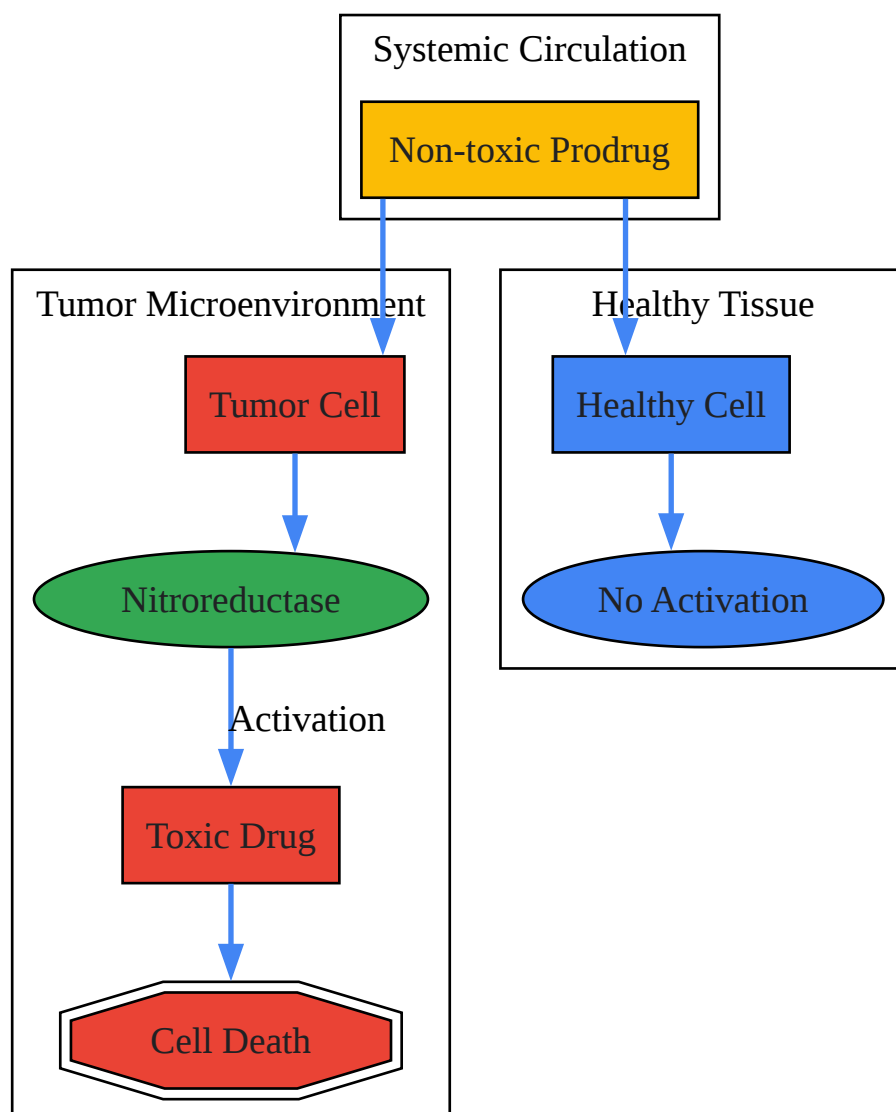 Systemic Circulation
Non-toxic Prodrug
Tumor Microenvironment
Healthy Tissue
Tumor Cell
Healthy Cell
Nitroreductase
No Activation
Activation
Toxic Drug
Cell Death